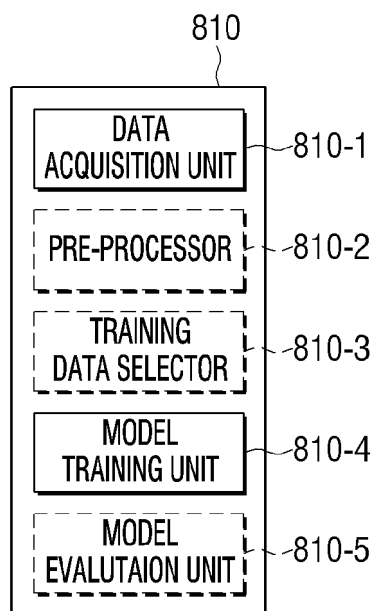 810
DATA
ACQUISITION UNIT
810-1
PRE-PROCESSOR
810-2
TRAINING
DATA SELECTOR
810-3
MODEL
TRAINING UNIT
810-4
MODEL
EVALUTAION UNIT
810-5